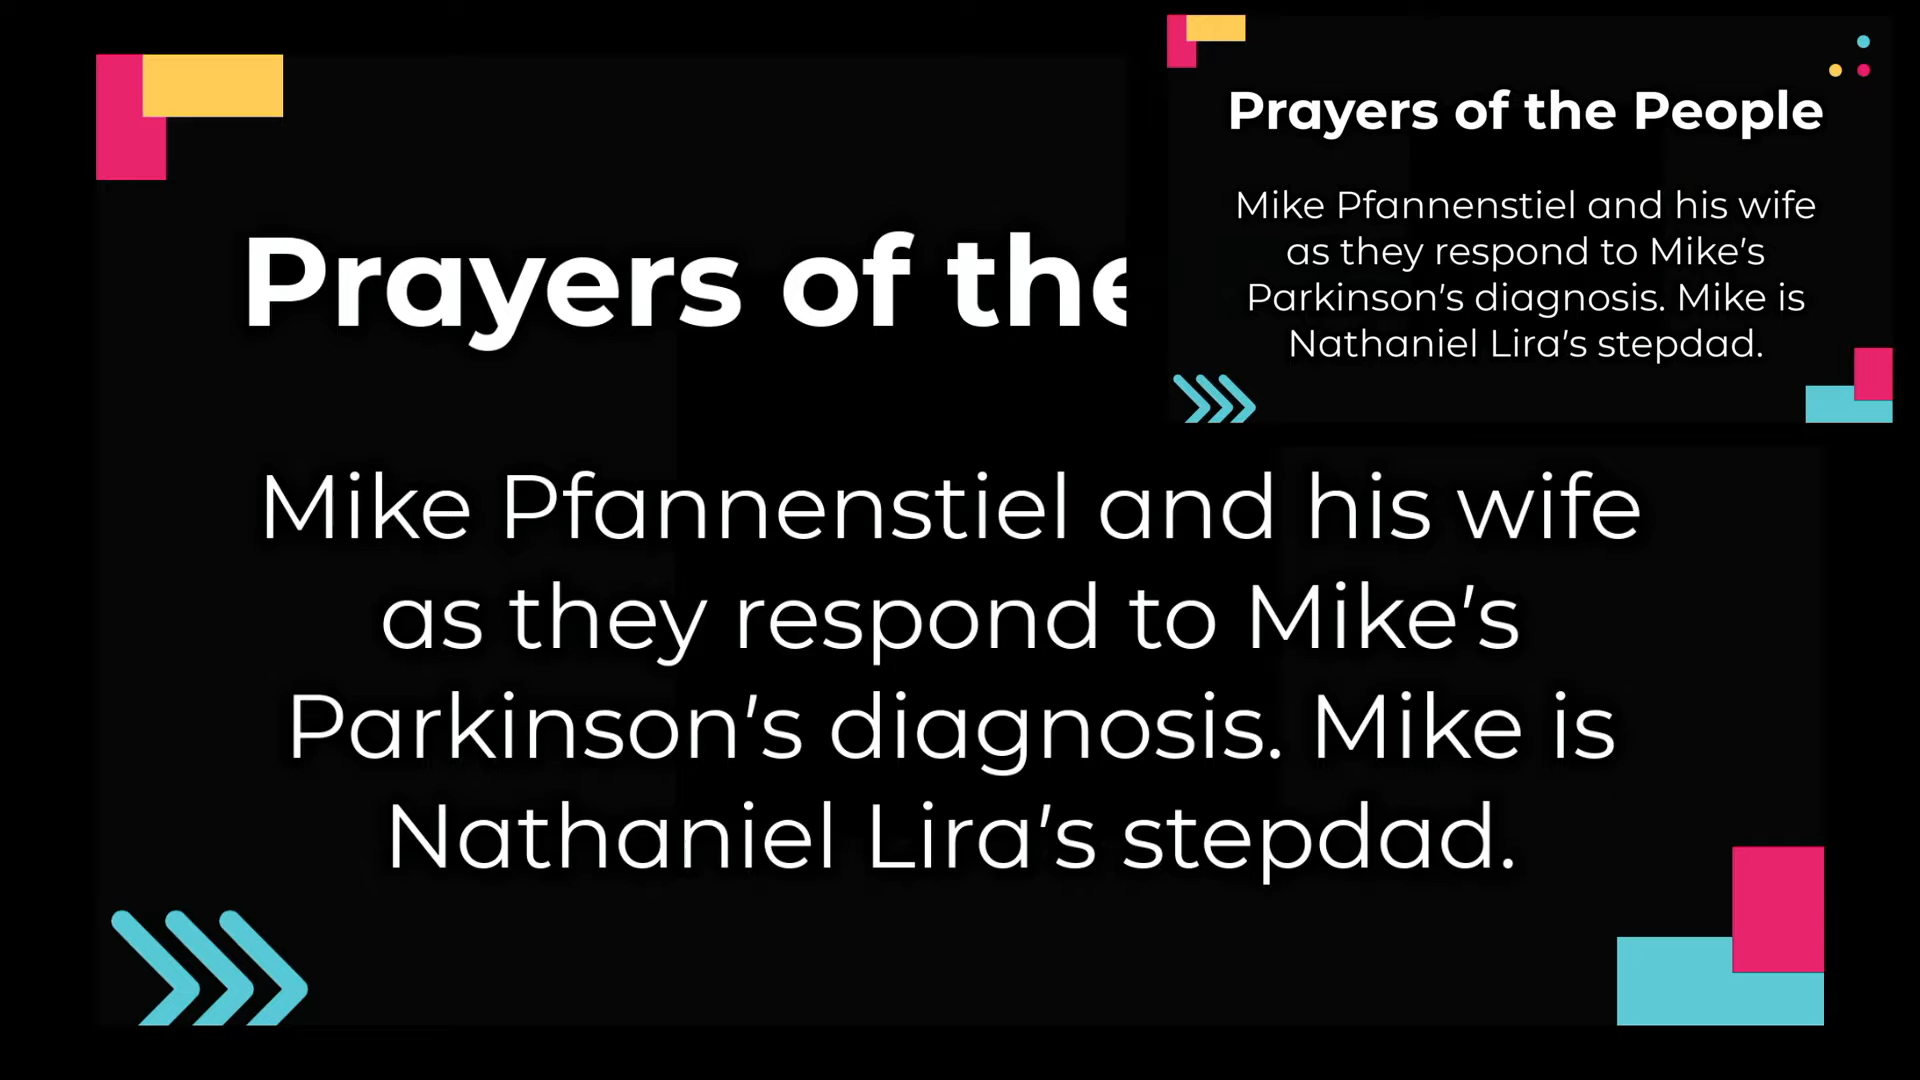 Prayers of the
Mike Pfannenstiel and his wife
as they respond to Mike's
Parkinson's diagnosis. Mike is
Nathaniel Lira's stepdad.
Prayers of the People
Mike Pfannenstiel and his wife
as they respond to Mike's
Parkinson's diagnosis. Mike is
Nathaniel Lira's stepdad.